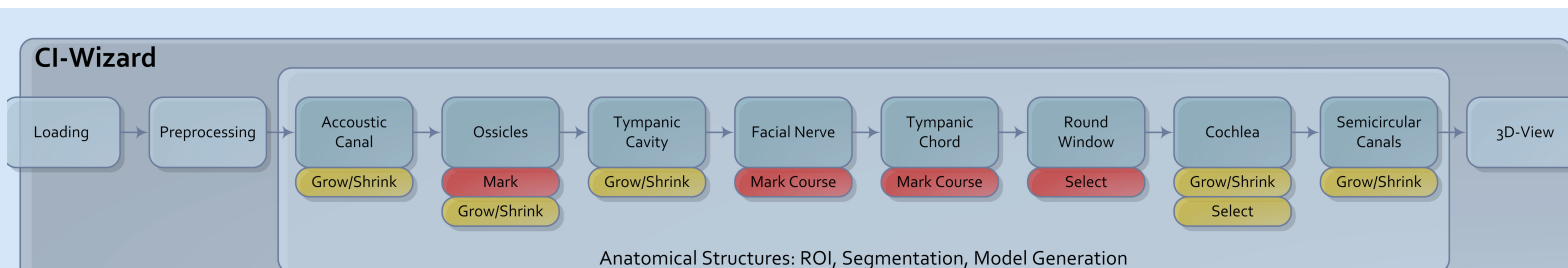 CI-Wizard
Loading
Preprocessing
Accoustic
Canal
Grow/Shrink
Ossicles
Mark
Grow/Shrink
Tympanic
Cavity
Grow/Shrink
Facial Nerve
Mark Course
Tympanic
Chord
Mark Course
Round
Window
Select
Cochlea
Grow/Shrink
Select
Semicircular
Canals
Grow/Shrink
3D-View
Anatomical Structures: ROI, Segmentation, Model Generation